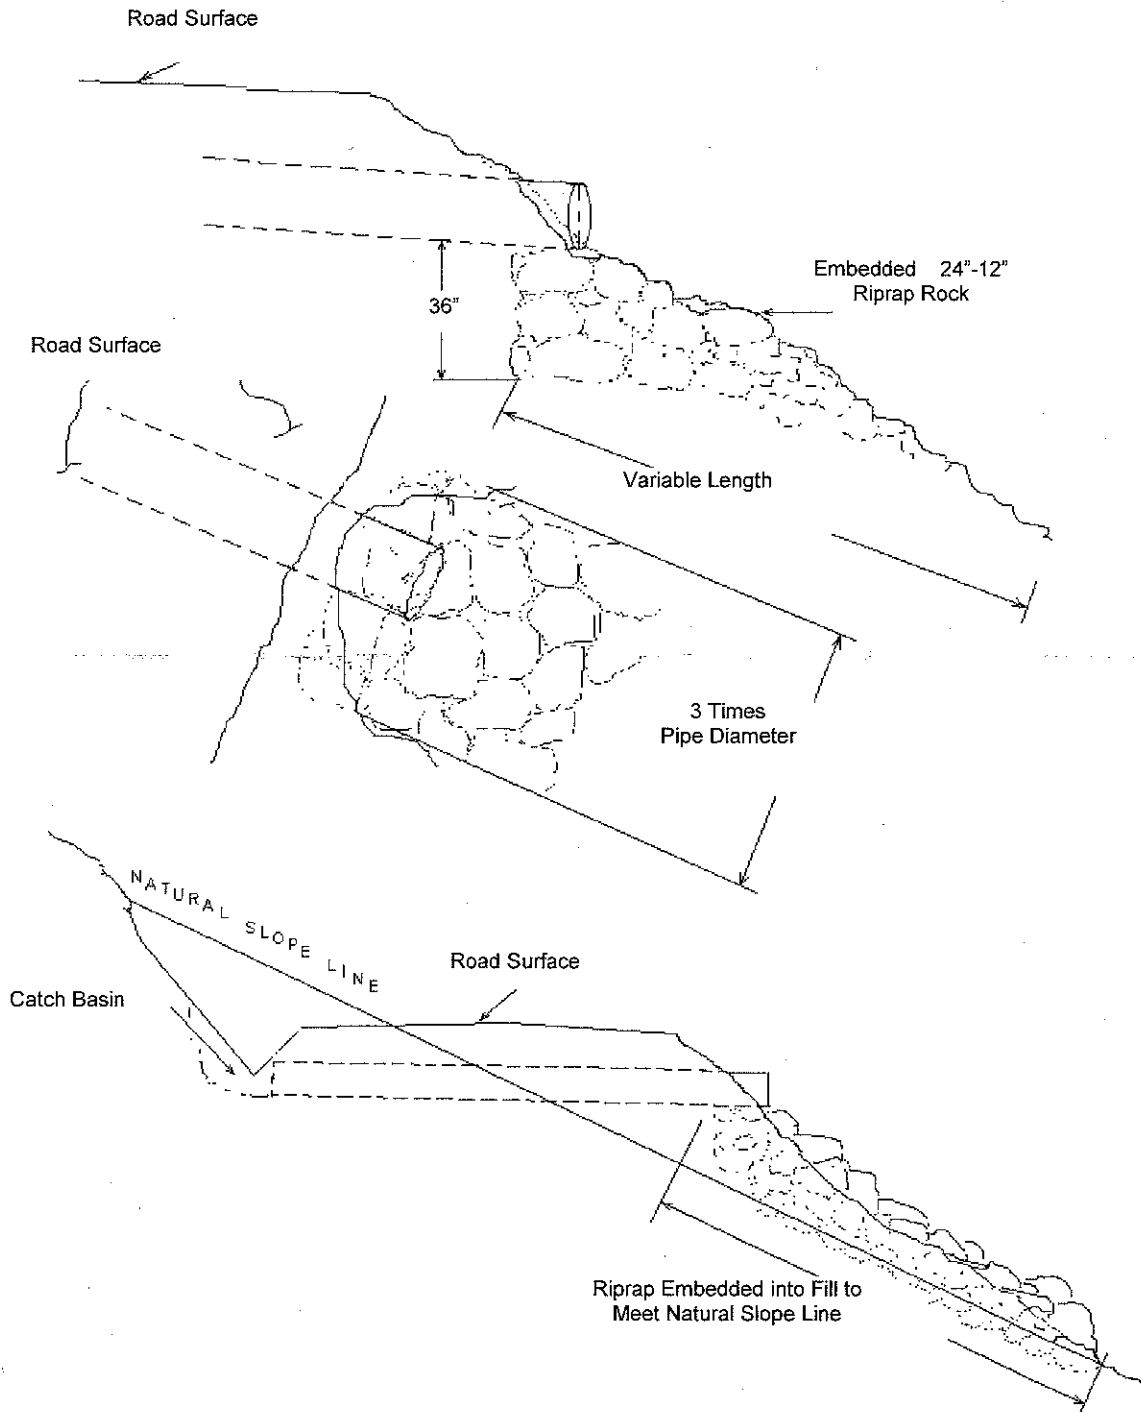 Road Surface
Embedded 24"-12"
Riprap Rock
36"
Road Surface
Variable Length
3 Times
Pipe Diameter
NATURAL SLOPE LINE
Road Surface
Catch Basin
Riprap Embedded into Fill to
Meet Natural Slope Line